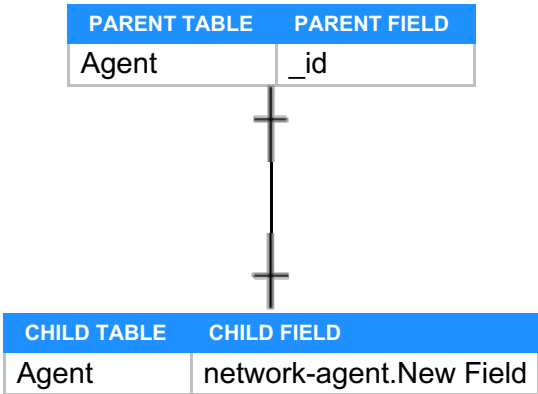 PARENT TABLE PARENT FIELD
Agent _id
CHILD TABLE CHILD FIELD
Agent network-agent.New Field